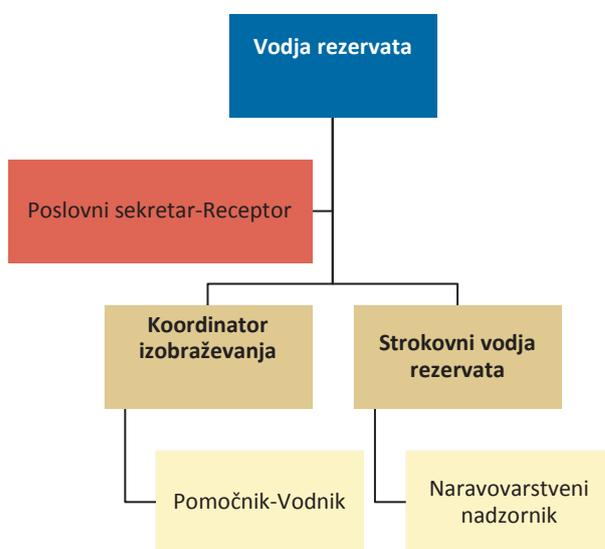 Vodja rezervata
Poslovni sekretar-Receptor
Koordinator
izobraževanja
Strokovni vodja
rezervata
Pomočnik-Vodnik
Naravovarstveni
nadzornik